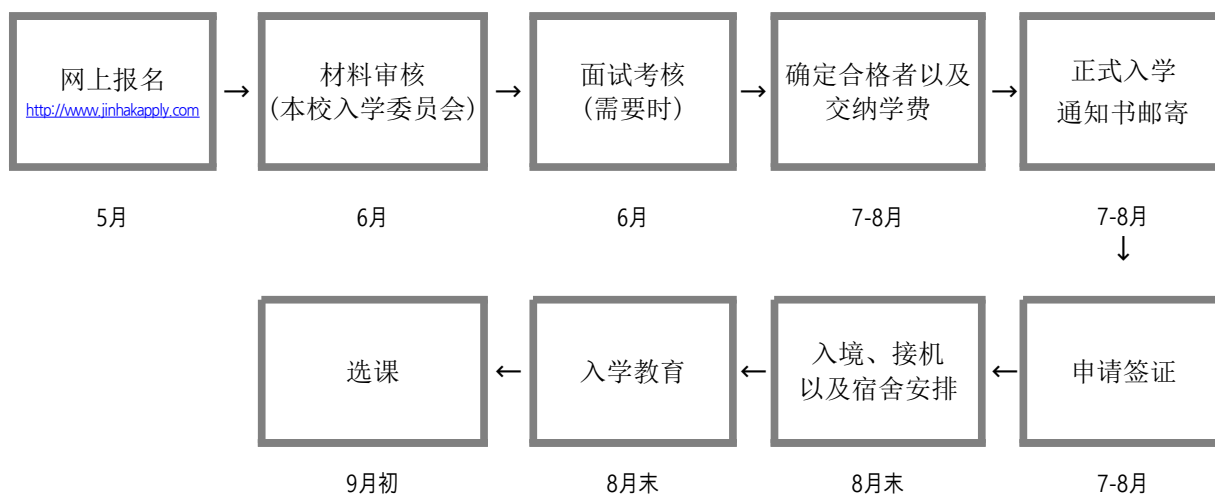 网上报名
http://www.jinhakapply.com
→
材料审核
(本校入学委员会)
→
面试考核
(需要时)
→
确定合格者以及
交纳学费
→
正式入学
通知书邮寄
5月
6月
6月
7-8月
7-8月
↓
选课
←
入学教育
←
入境、接机
以及宿舍安排
←
申请签证
9月初
8月末
8月末
7-8月